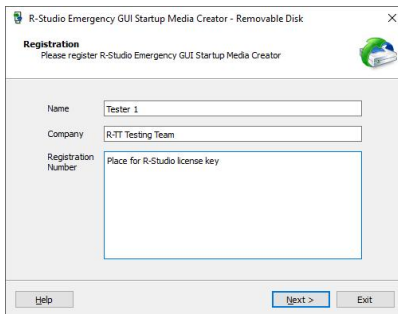 R-Studio Emergency GUI Startup Media Creator - Removable Disk
Registration
Please register R-Studio Emergency GUI Startup Media Creator
Name
Tester 1
Company
R-TT Testing Team
Registration
Number
Place for R-Studio license key
Help
Next >
Exit